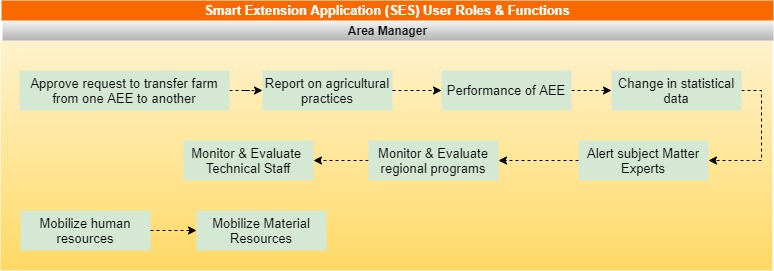 Smart Extension Application (SES) User Roles & Functions
Area Manager
Approve request to transfer farm
from one AEE to another
Report on agricultural
practices
Performance of AEE
Change in statistical
data
Alert subject Matter
Experts
Monitor & Evaluate
regional programs
Monitor & Evaluate
Technical Staff
Mobilize human
resources
Mobilize Material
Resources